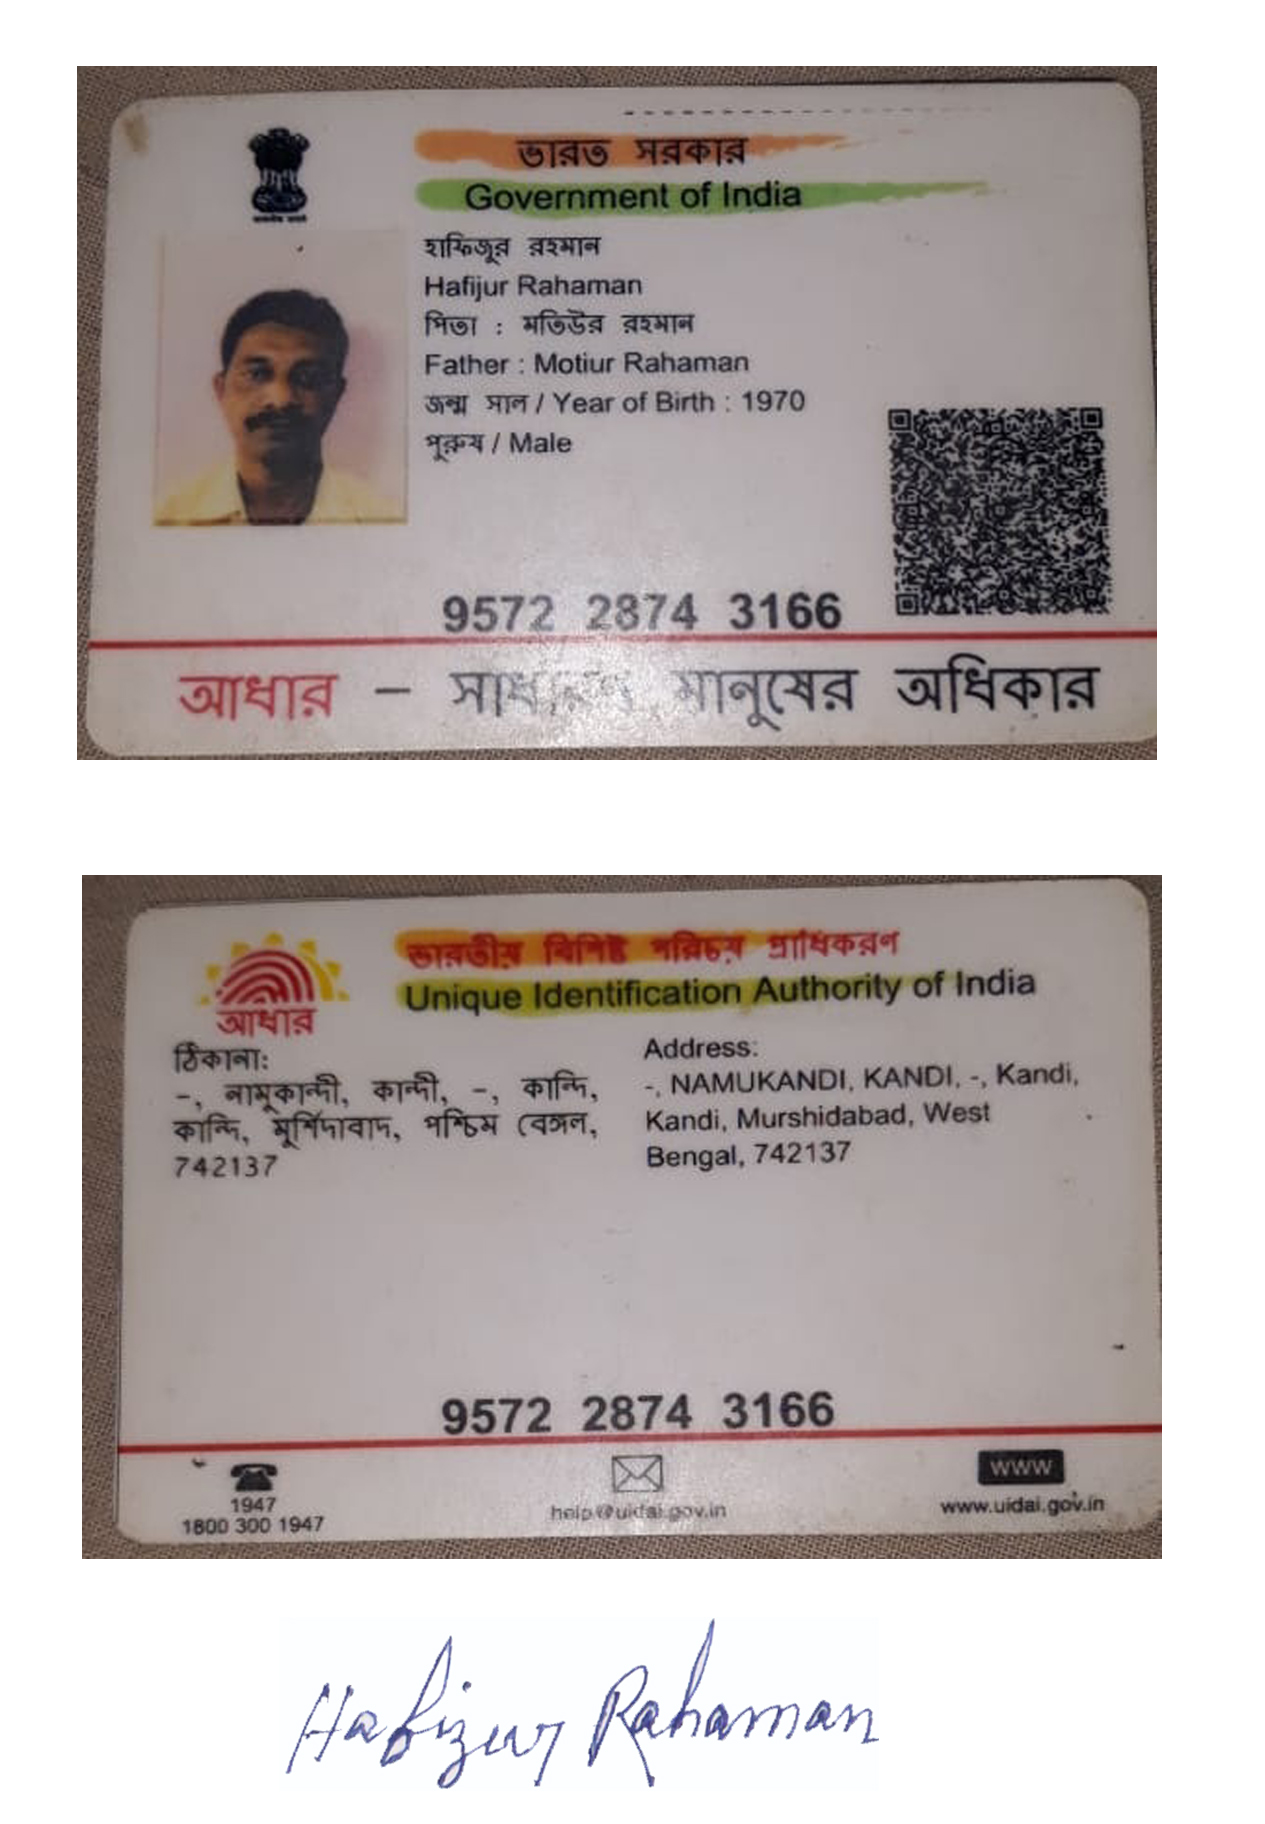 ভারত সরকার
Government of India
হাফিজুর রহমান
Hafijur Rahaman
পিতা : মতিউর রহমান
Father : Motiur Rahaman
জন্ম সাল / Year of Birth : 1970
পুরুষ / Male
9572 2874 3166
আধার – মানুষের অধিকার
ভারতীয় বিশিষ্ট পরিচয় প্রাধিকরণ
Unique Identification Authority of India
আধার
ঠিকানা:
-, নামুকান্দী, কান্দী, -, কান্দি,
কান্দি, মুর্শিদাবাদ, পশ্চিম বেঙ্গল,
742137
Address:
-, NAMUKANDI, KANDI, -, Kandi,
Kandi, Murshidabad, West
Bengal, 742137
9572 2874 3166
1947
1800 300 1947
help@uidai.gov.in
www
www.uidai.gov.in
Hafizur Rahaman